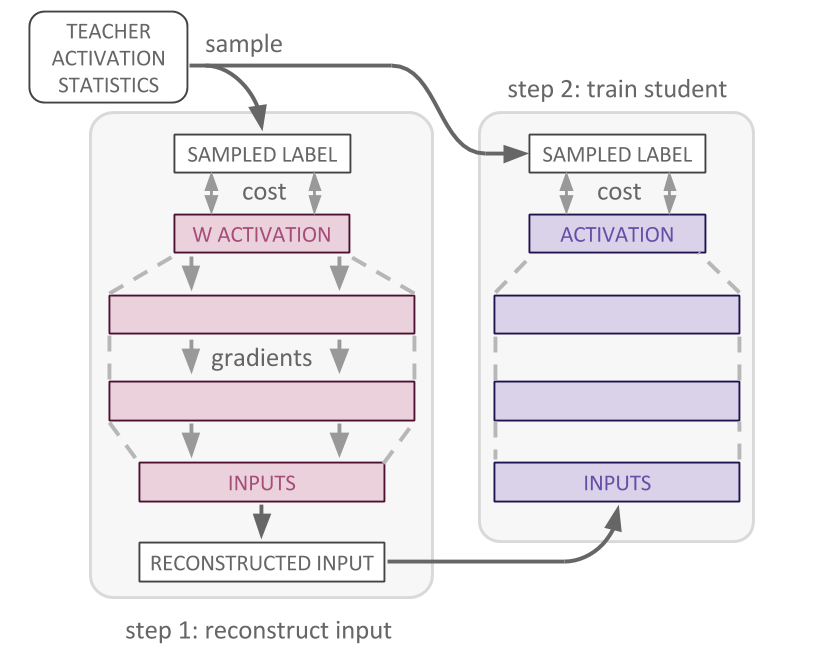 TEACHER
ACTIVATION
STATISTICS
sample
step 2: train student
SAMPLED LABEL
cost
W ACTIVATION
gradients
INPUTS
RECONSTRUCTED INPUT
step 1: reconstruct input
SAMPLED LABEL
cost
ACTIVATION
INPUTS